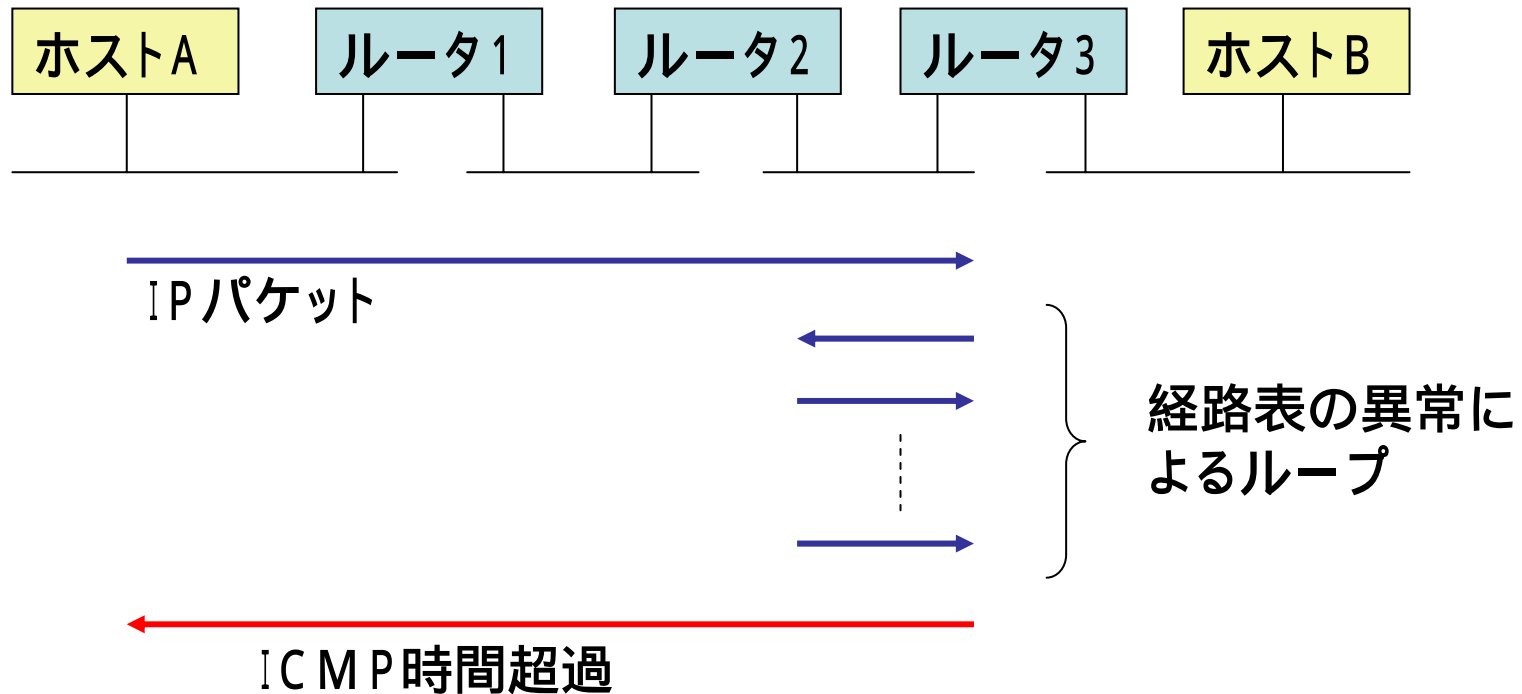 ホストA
ルータ1
ルータ2
ルータ3
ホストB
IPパケット
経路表の異常に
よるループ
ICMP時間超過